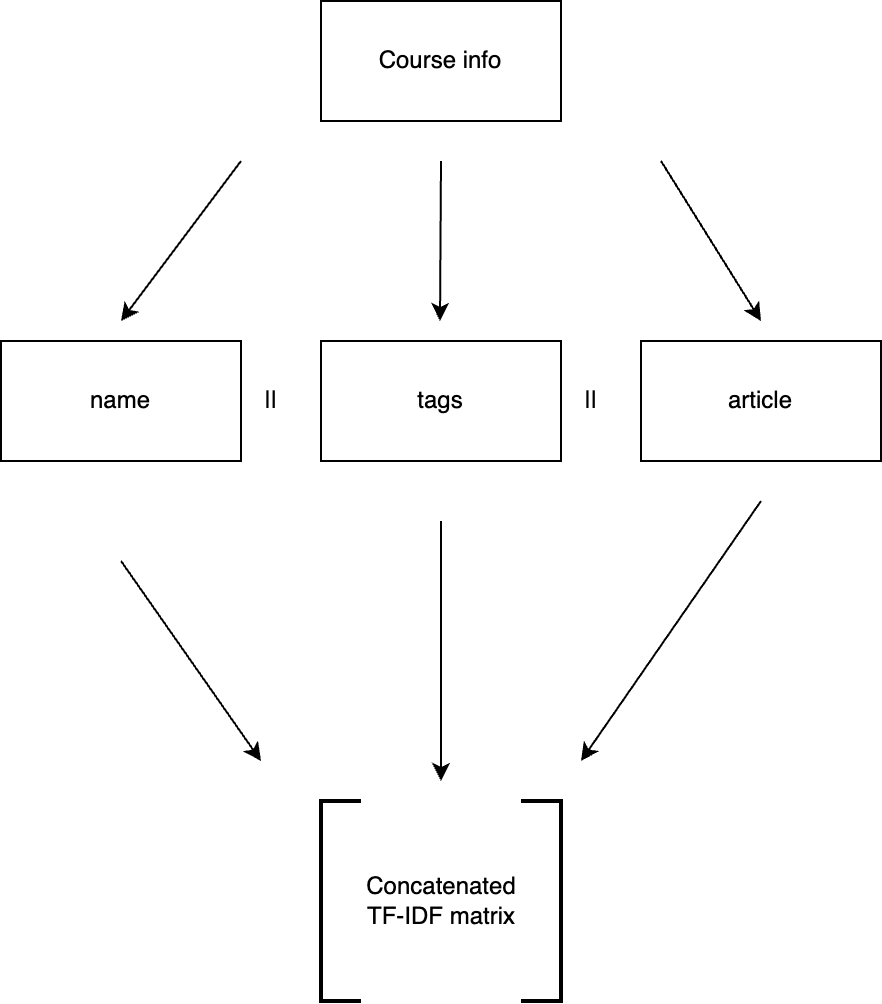 Course info
name || tags || article
Concatenated
TF-IDF matrix